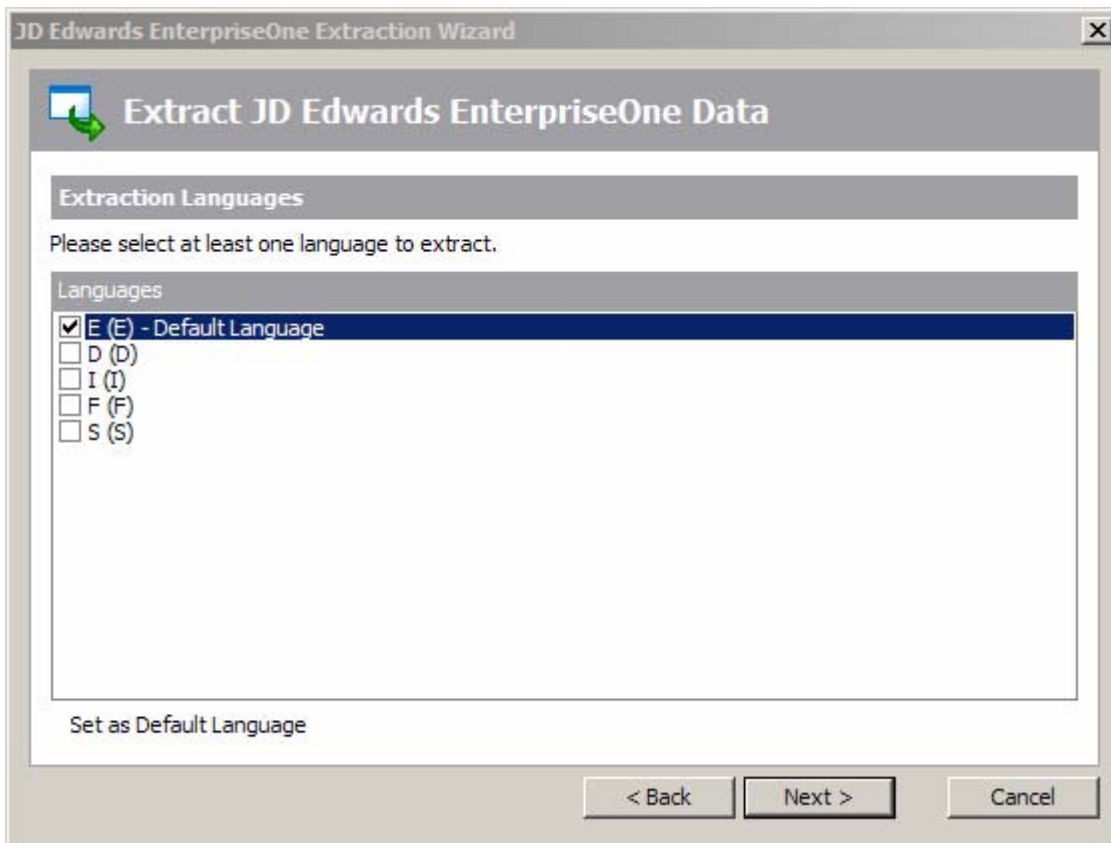 JD Edwards EnterpriseOne Extraction Wizard
Extract JD Edwards EnterpriseOne Data
Extraction Languages
Please select at least one language to extract.
Languages
E (E) - Default Language
D (D)
I (I)
F (F)
S (S)
Set as Default Language
< Back Next > Cancel